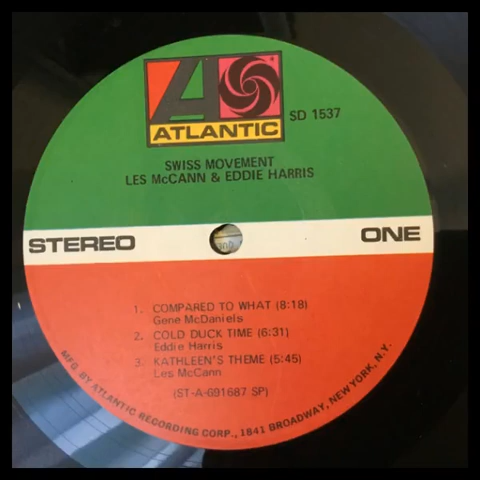 ATLANTIC
SD 1537
SWISS MOVEMENT
LES McCANN & EDDIE HARRIS
STEREO
ONE
1. COMPARED TO WHAT (8:18)
Gene McDaniels
2. COLD DUCK TIME (6:31)
Eddie Harris
3. KATHLEEN'S THEME (5:45)
Les McCann
(ST-A-691687 SP)
MFG. BY ATLANTIC RECORDING CORP., 1841 BROADWAY, NEW YORK, N.Y.